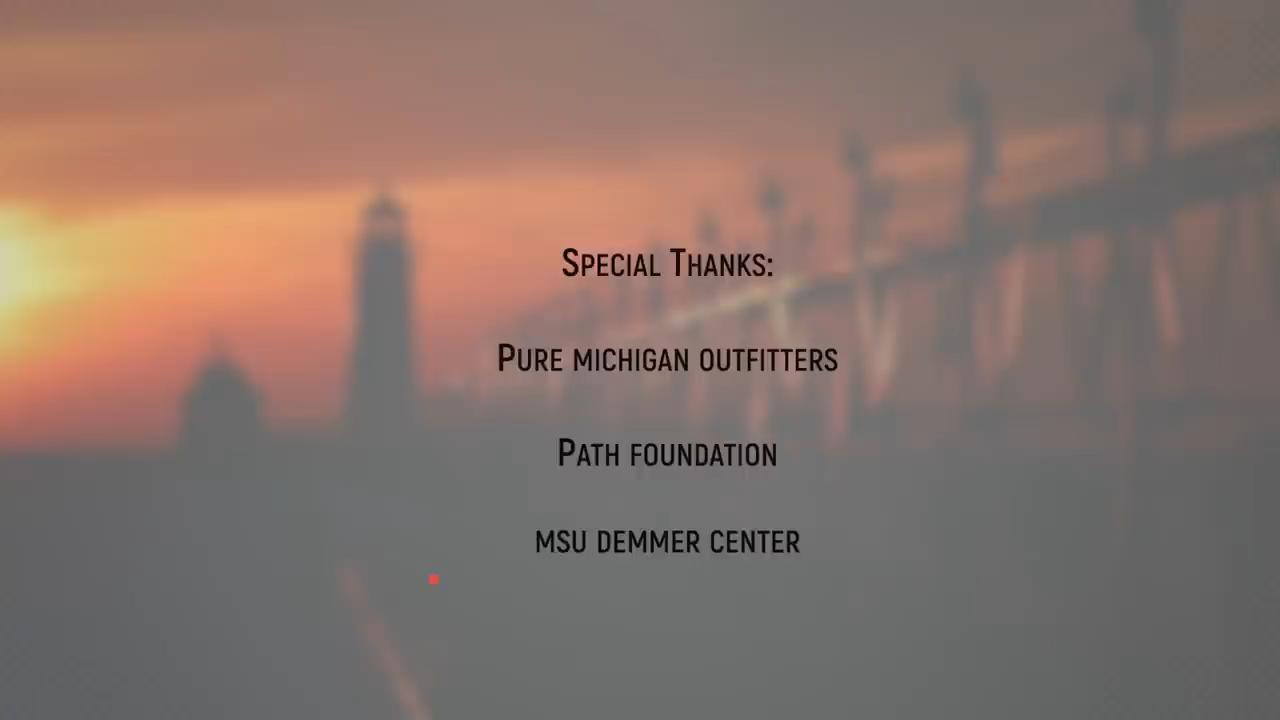 Special Thanks:
Pure michigan outfitters
Path foundation
msu demmer center